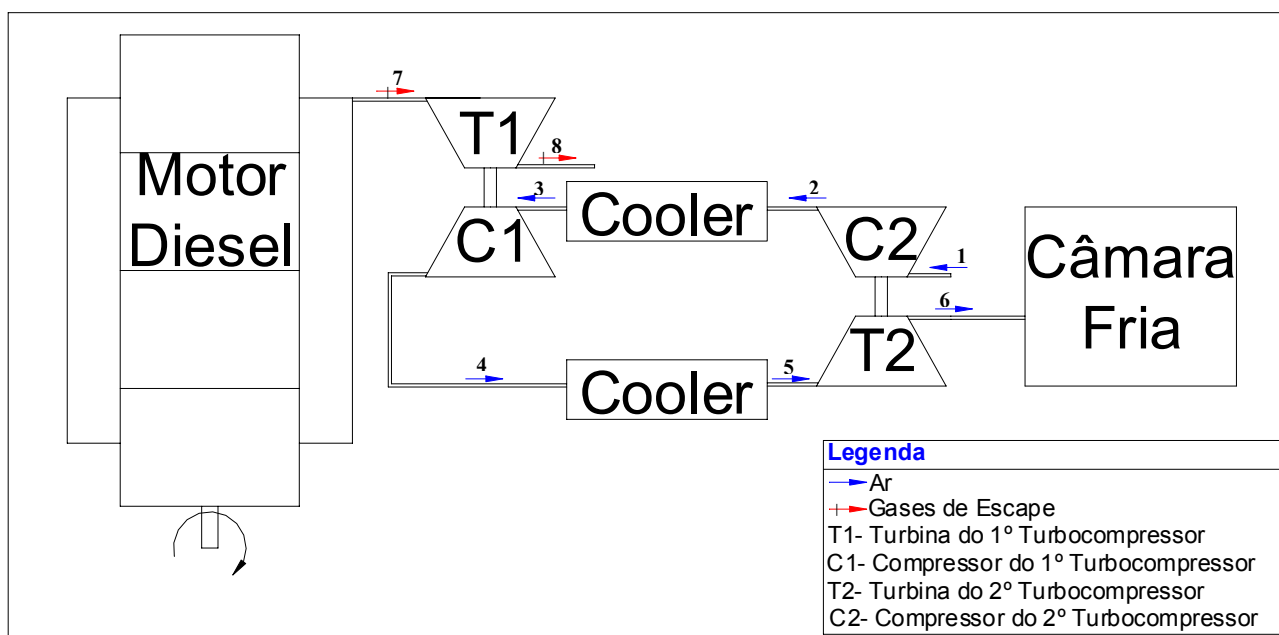 7
T1
8
Motor
Diesel
3
Cooler
2
C1
C2
1
Câmara
Fria
6
T2
4
Cooler
5
Legenda
Ar
Gases de Escape
T1- Turbina do 1º Turbocompressor
C1- Compressor do 1º Turbocompressor
T2- Turbina do 2º Turbocompressor
C2- Compressor do 2º Turbocompressor